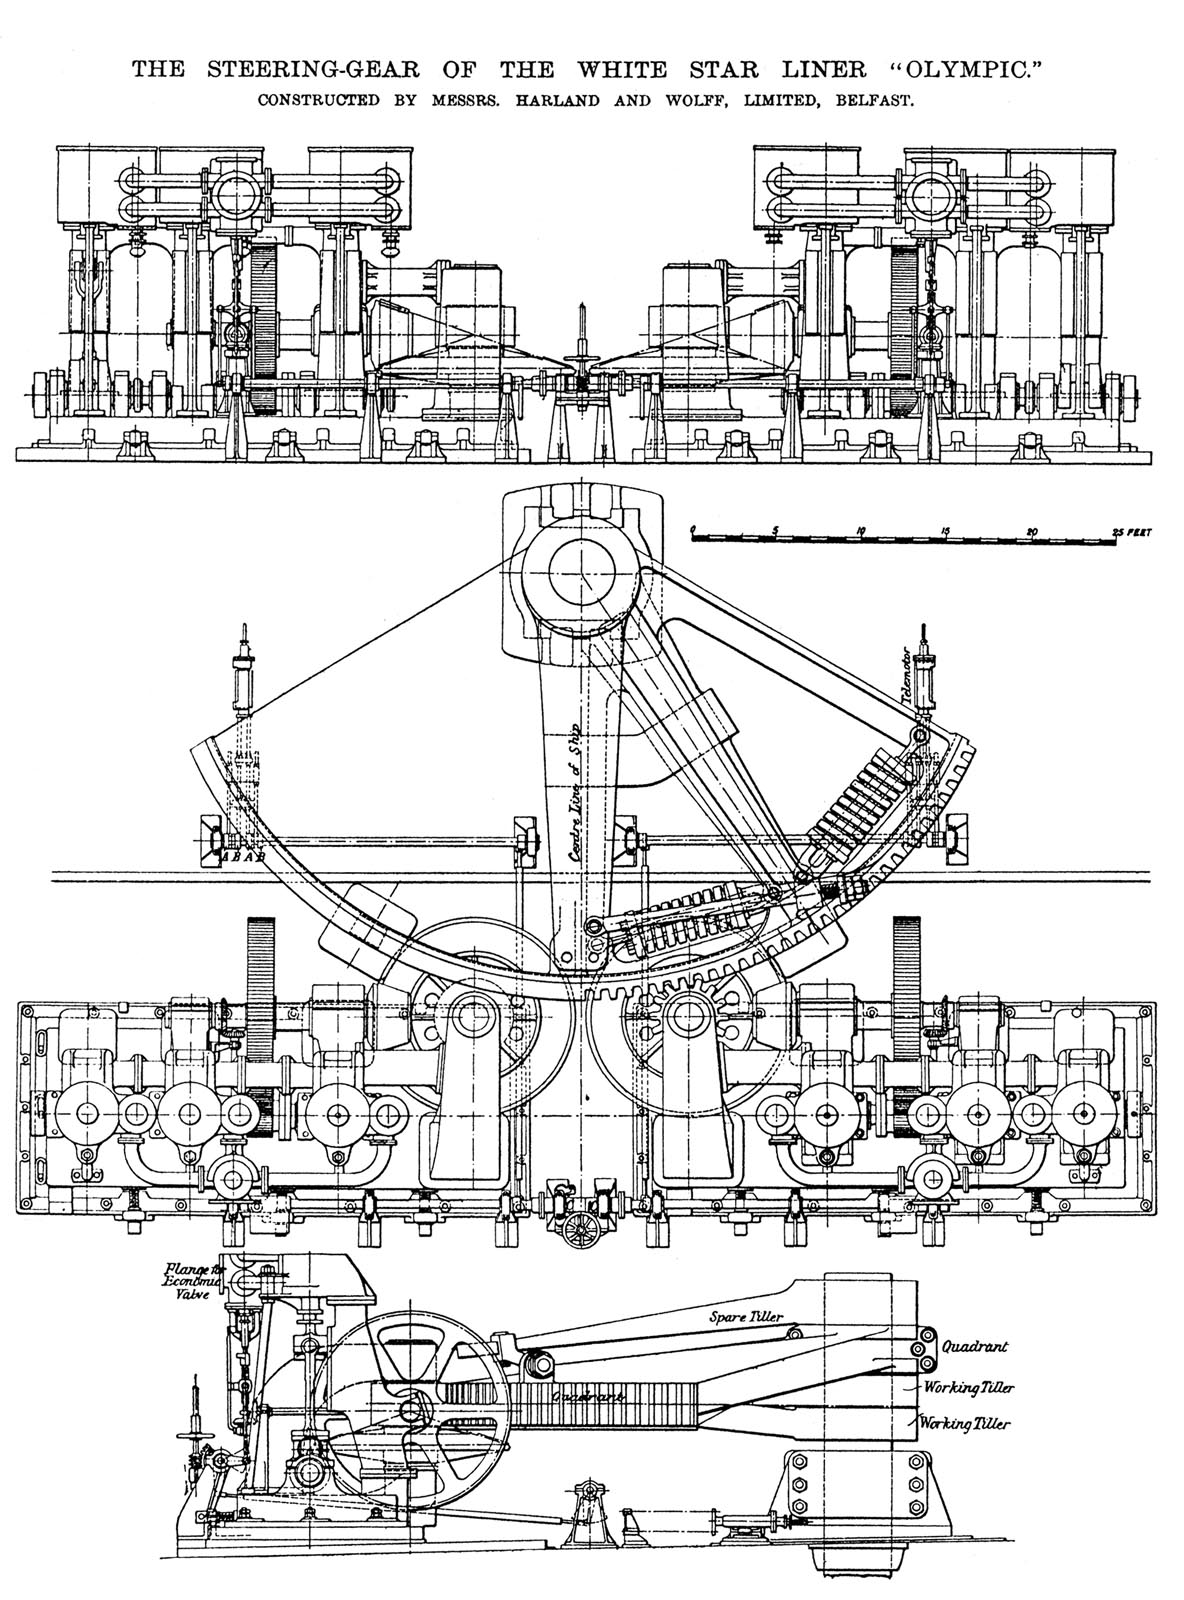 THE STEERING-GEAR OF THE WHITE STAR LINER "OLYMPIC."
CONSTRUCTED BY MESSRS. HARLAND AND WOLFF, LIMITED, BELFAST.
0 5 10 15 20 25 FEET
Telemotor
Centre Line of Ship
A B A B
Flange for
Economic
Valve
Spare Tiller
Quadrant
Quadrant
Working Tiller
Working Tiller